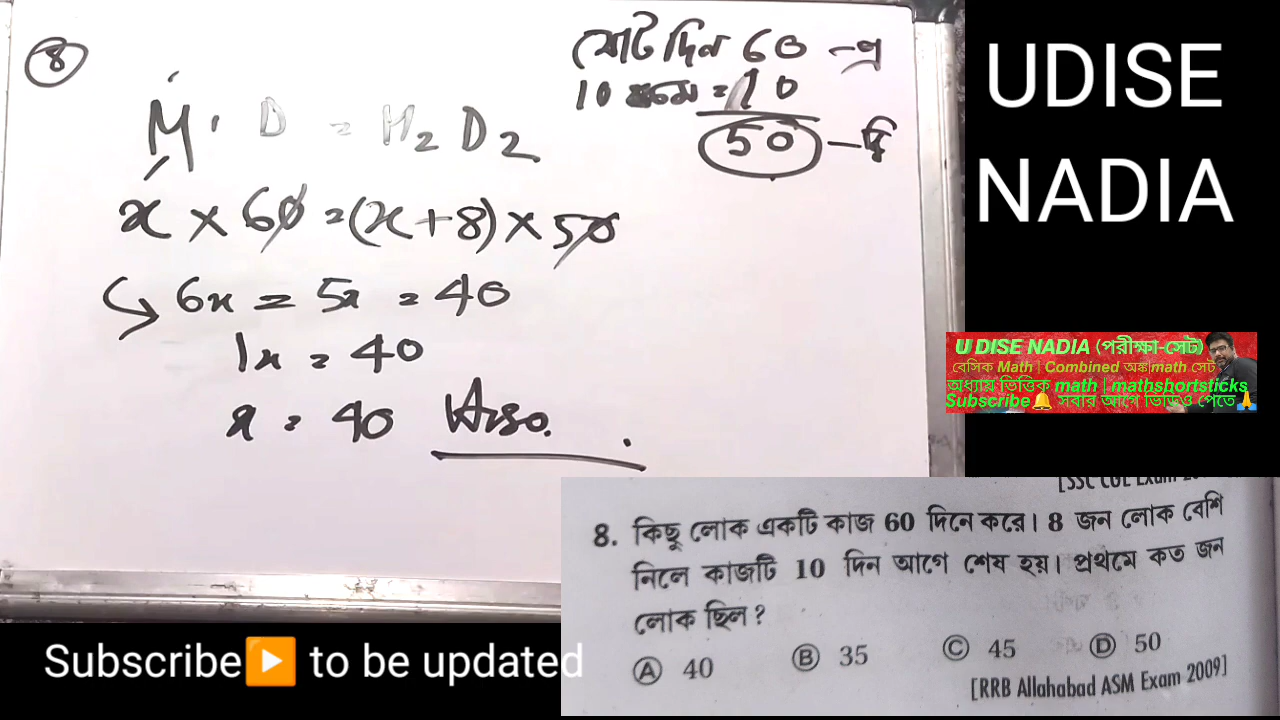 8
মোট দিন 60 - প্র
10 কমে = 10
50 - দ্বি
M₁ D = M₂ D₂
x × 60 = (x + 8) × 50
↪ 6x = 5x = 40
1x = 40
x = 40 Ans.
UDISE
NADIA
U DISE NADIA (পরীক্ষা-সেট)
বেসিক Math | Combined অঙ্ক|math সেট
অধ্যায় ভিত্তিক math | mathshortsticks
Subscribe🔔 সবার আগে ভিডিও পেতে🙏
8. কিছু লোক একটি কাজ 60 দিনে করে। 8 জন লোক বেশি
নিলে কাজটি 10 দিন আগে শেষ হয়। প্রথমে কত জন
লোক ছিল ?
Ⓐ 40 Ⓑ 35 Ⓒ 45 Ⓓ 50
[RRB Allahabad ASM Exam 2009]
Subscribe▶️ to be updated